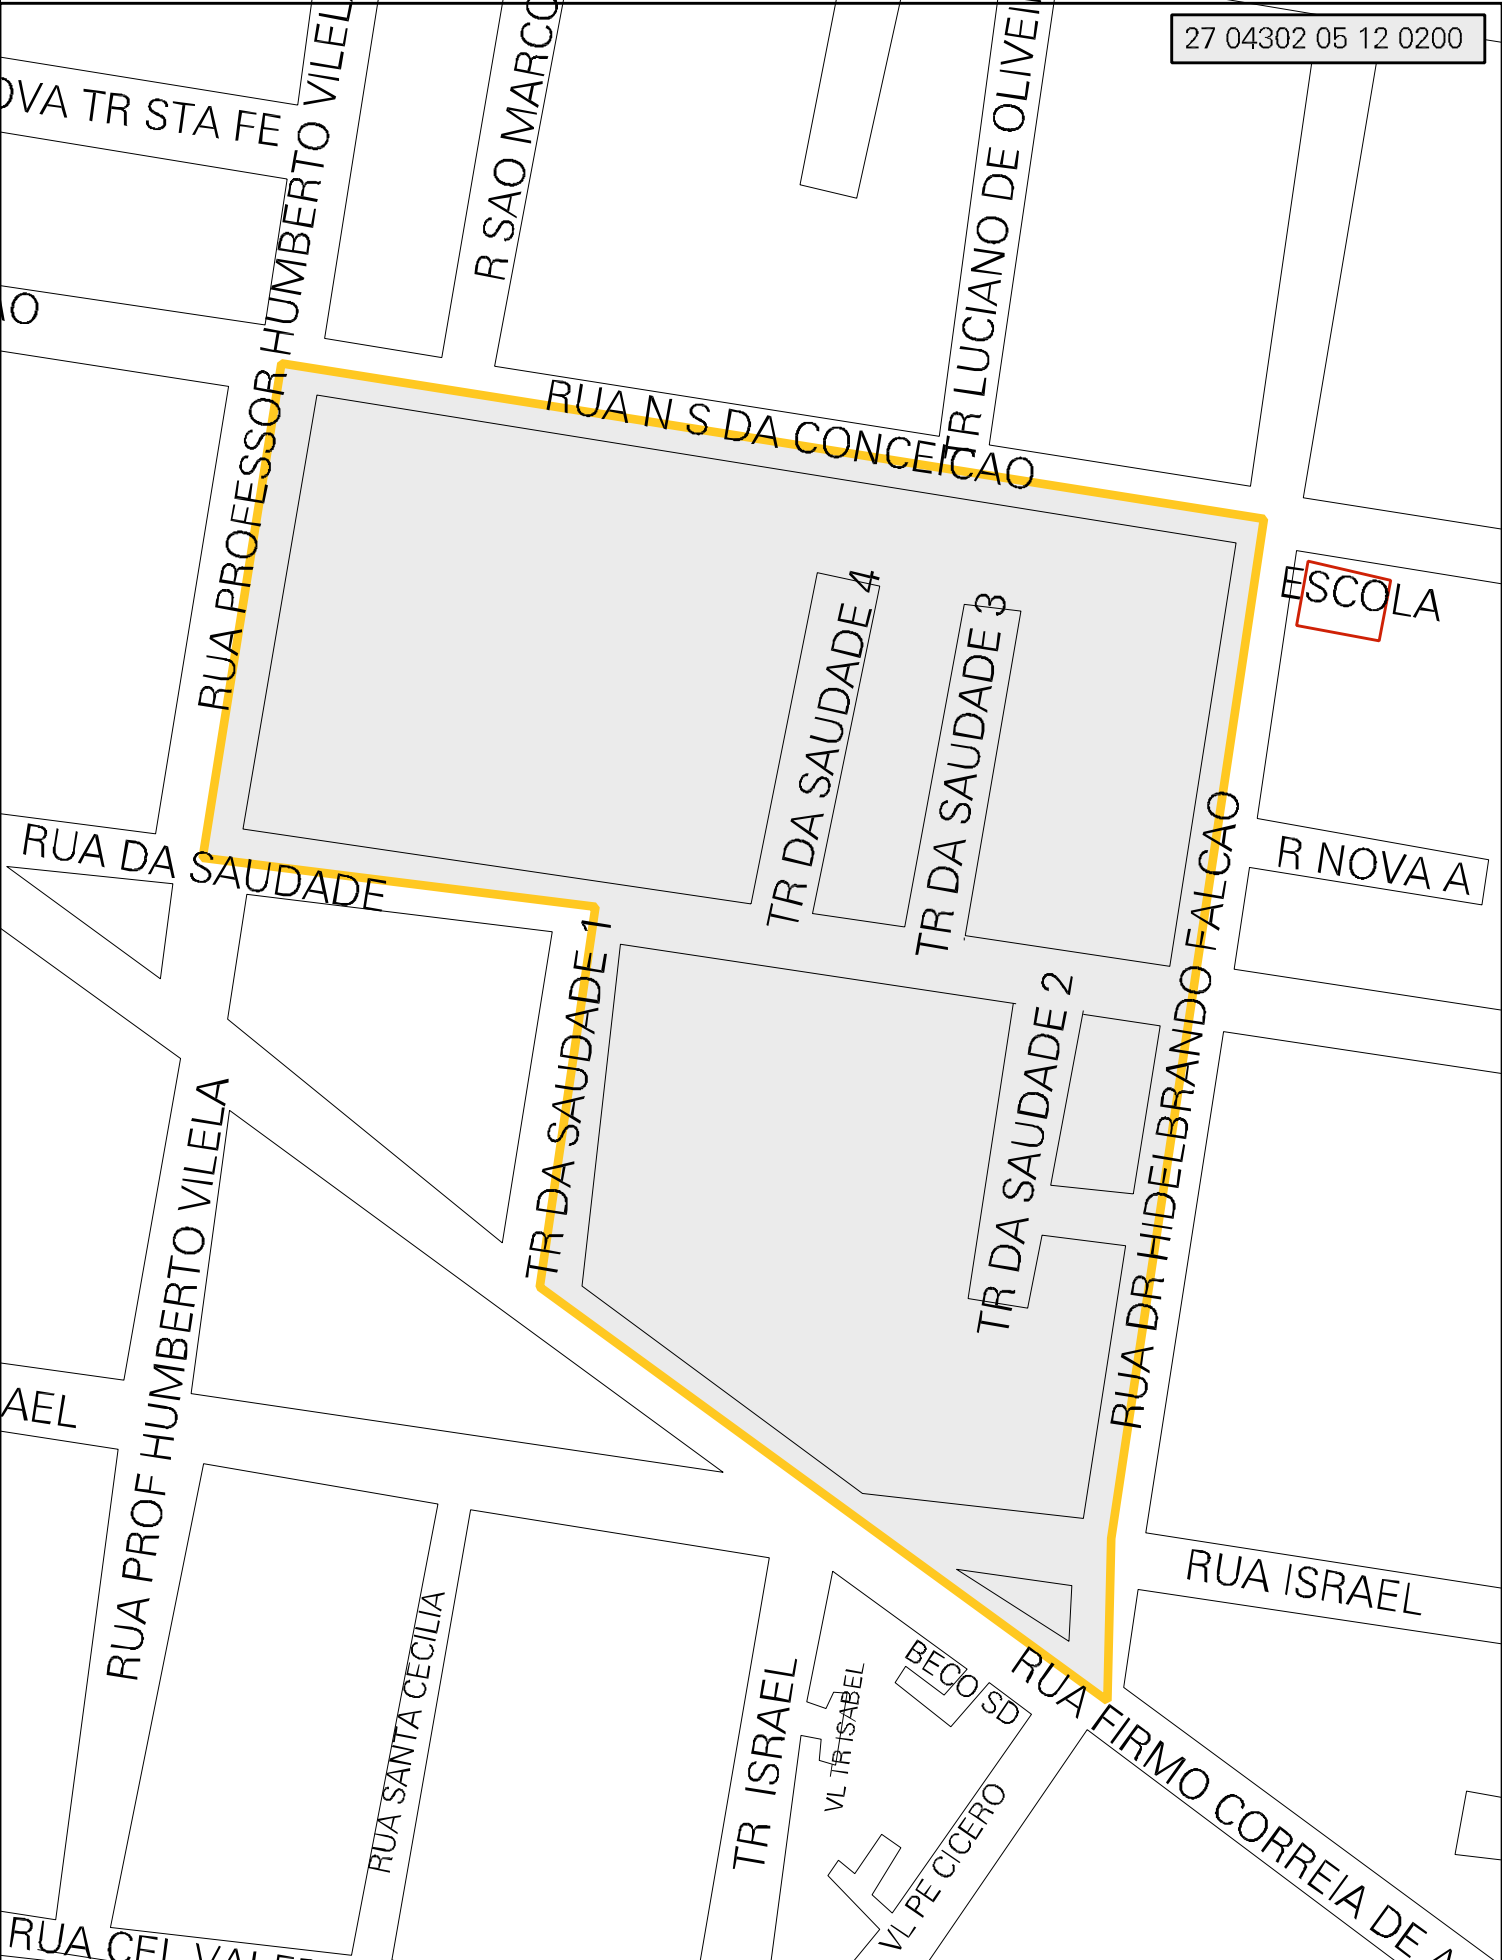 27 04302 05 12 0200
OVA TR STA FE
RUA PROFESSOR HUMBERTO VILEL
R SAO MARCO
TR LUCIANO DE OLIVEI
AO
RUA N S DA CONCEICAO
ESCOLA
TR DA SAUDADE 4
TR DA SAUDADE 3
RUA DA SAUDADE
R NOVA A
TR DA SAUDADE 1
TR DA SAUDADE 2
RUA DR HIDELBRANDO FALCAO
RUA PROF HUMBERTO VILELA
AEL
RUA ISRAEL
RUA SANTA CECILIA
TR ISRAEL
VL TR ISABEL
BECO SD
RUA FIRMO CORREIA DE A
VL PE CICERO
RUA CEL VALE